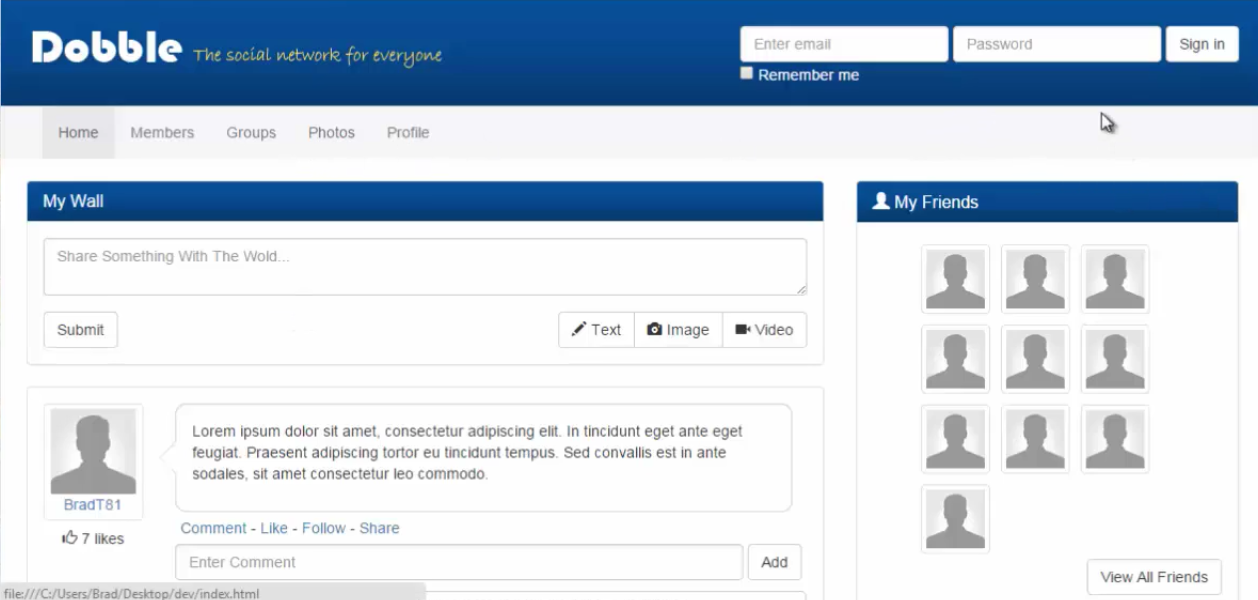 Dobble The social network for everyone
Enter email Password Sign in
Remember me
Home Members Groups Photos Profile
My Wall
Share Something With The Wold...
Submit Text Image Video
Lorem ipsum dolor sit amet, consectetur adipiscing elit. In tincidunt eget ante eget
feugiat. Praesent adipiscing tortor eu tincidunt tempus. Sed convallis est in ante
sodales, sit amet consectetur leo commodo.
BradT81
7 likes
Comment - Like - Follow - Share
Enter Comment Add
My Friends
View All Friends
file:///C:/Users/Brad/Desktop/dev/index.html